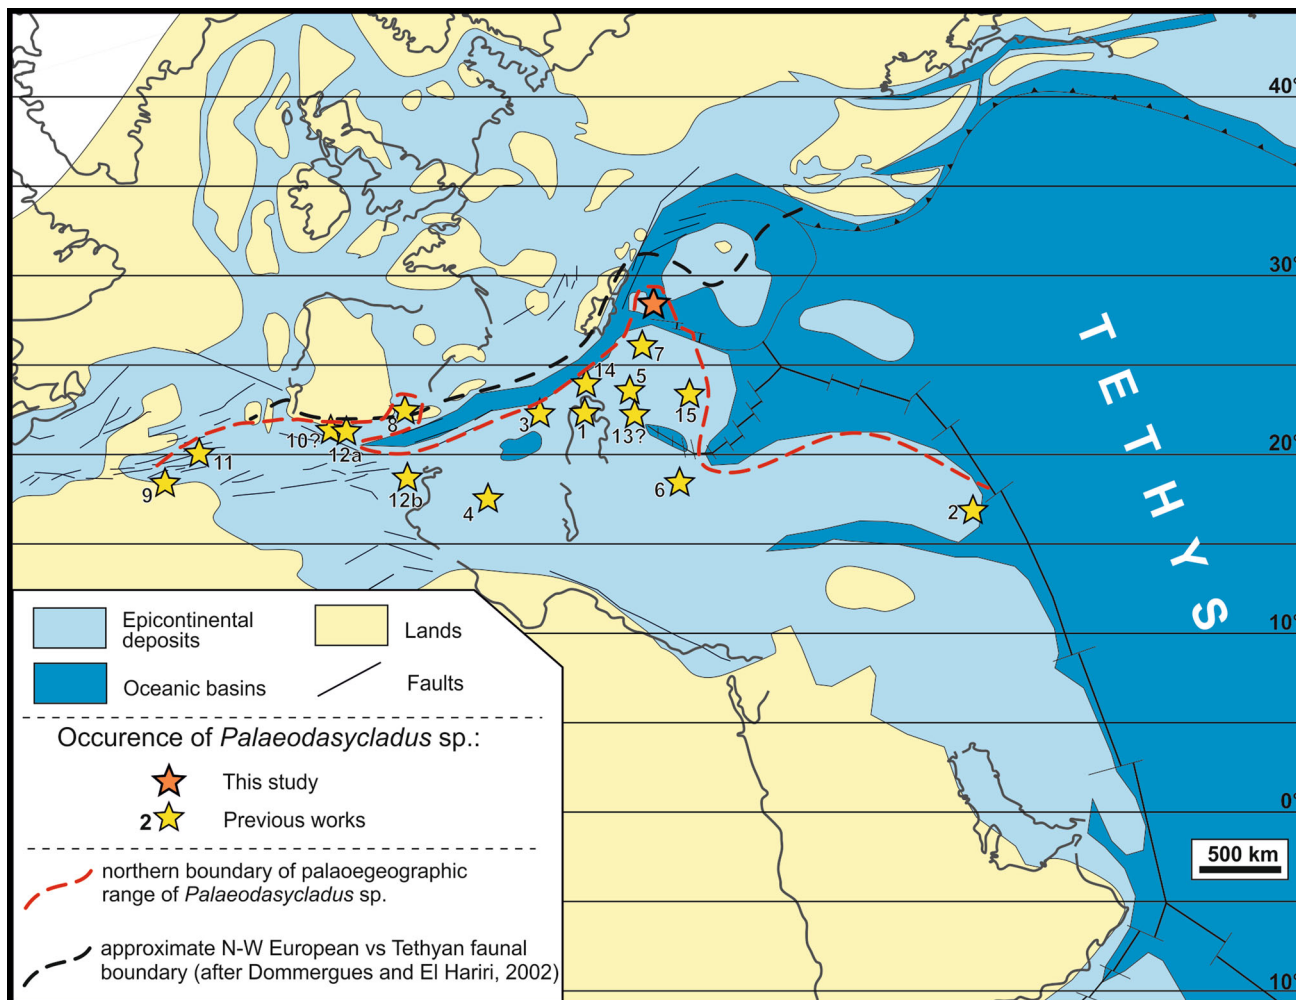 40°
30°
20°
10°
0°
10°
TETHYS
14
7
5
15
3
1
13?
8
10?
12a
11
9
12b
4
6
2
500 km
Epicontinental
deposits
Lands
Oceanic basins
Faults
Occurence of Palaeodasycladus sp.:
This study
2 Previous works
northern boundary of palaoegeographic
range of Palaeodasycladus sp.
approximate N-W European vs Tethyan faunal
boundary (after Dommergues and El Hariri, 2002)